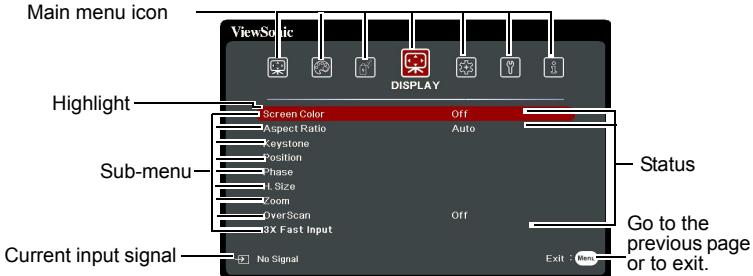 Main menu icon
ViewSonic
DISPLAY
Highlight
Screen Color Off
Aspect Ratio Auto
Keystone
Position
Sub-menu
Phase
Status
H. Size
Zoom
OverScan Off
3X Fast Input
Go to the
previous page
or to exit.
Current input signal
No Signal
Exit : Menu